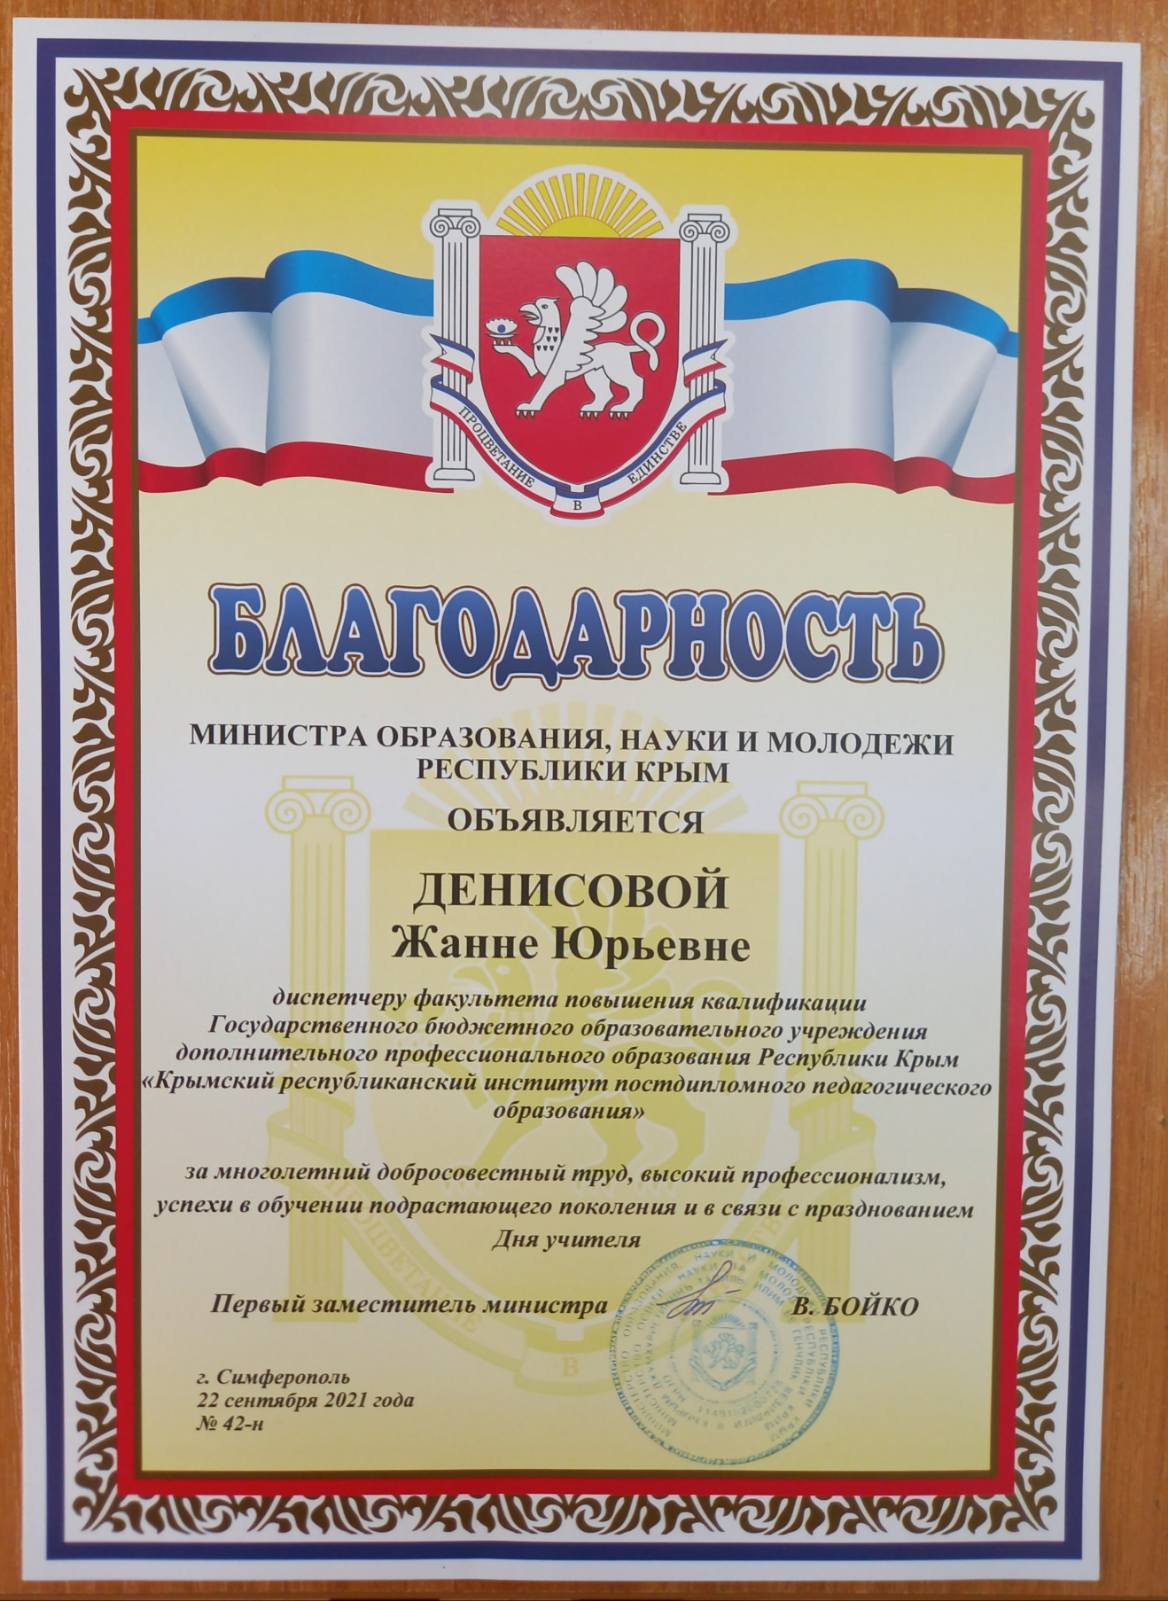 ПРОЦВЕТАНИЕ В ЕДИНСТВЕ
БЛАГОДАРНОСТЬ
МИНИСТРА ОБРАЗОВАНИЯ, НАУКИ И МОЛОДЕЖИ
РЕСПУБЛИКИ КРЫМ
ОБЪЯВЛЯЕТСЯ
ДЕНИСОВОЙ
Жанне Юрьевне
диспетчеру факультета повышения квалификации
Государственного бюджетного образовательного учреждения
дополнительного профессионального образования Республики Крым
«Крымский республиканский институт постдипломного педагогического
образования»
за многолетний добросовестный труд, высокий профессионализм,
успехи в обучении подрастающего поколения и в связи с празднованием
Дня учителя
Первый заместитель министра В. БОЙКО
г. Симферополь
22 сентября 2021 года
№ 42-н